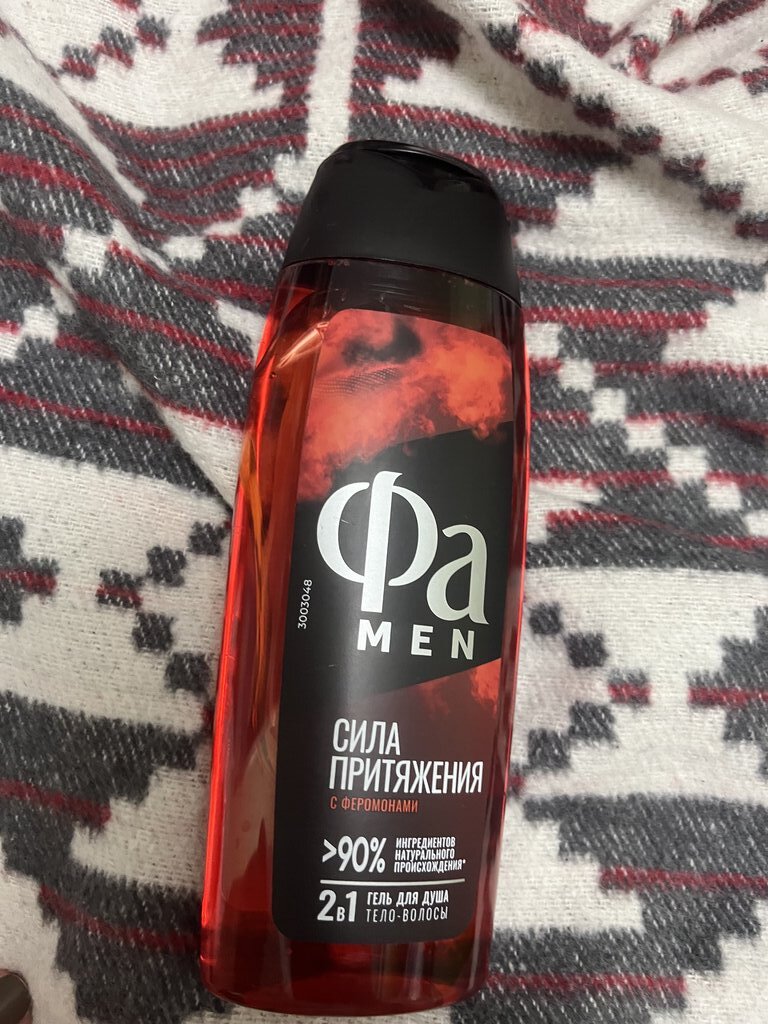 Фа
MEN
3003048
СИЛА
ПРИТЯЖЕНИЯ
С ФЕРОМОНАМИ
>90% ИНГРЕДИЕНТОВ
НАТУРАЛЬНОГО
ПРОИСХОЖДЕНИЯ*
2в1 ГЕЛЬ ДЛЯ ДУША
ТЕЛО-ВОЛОСЫ